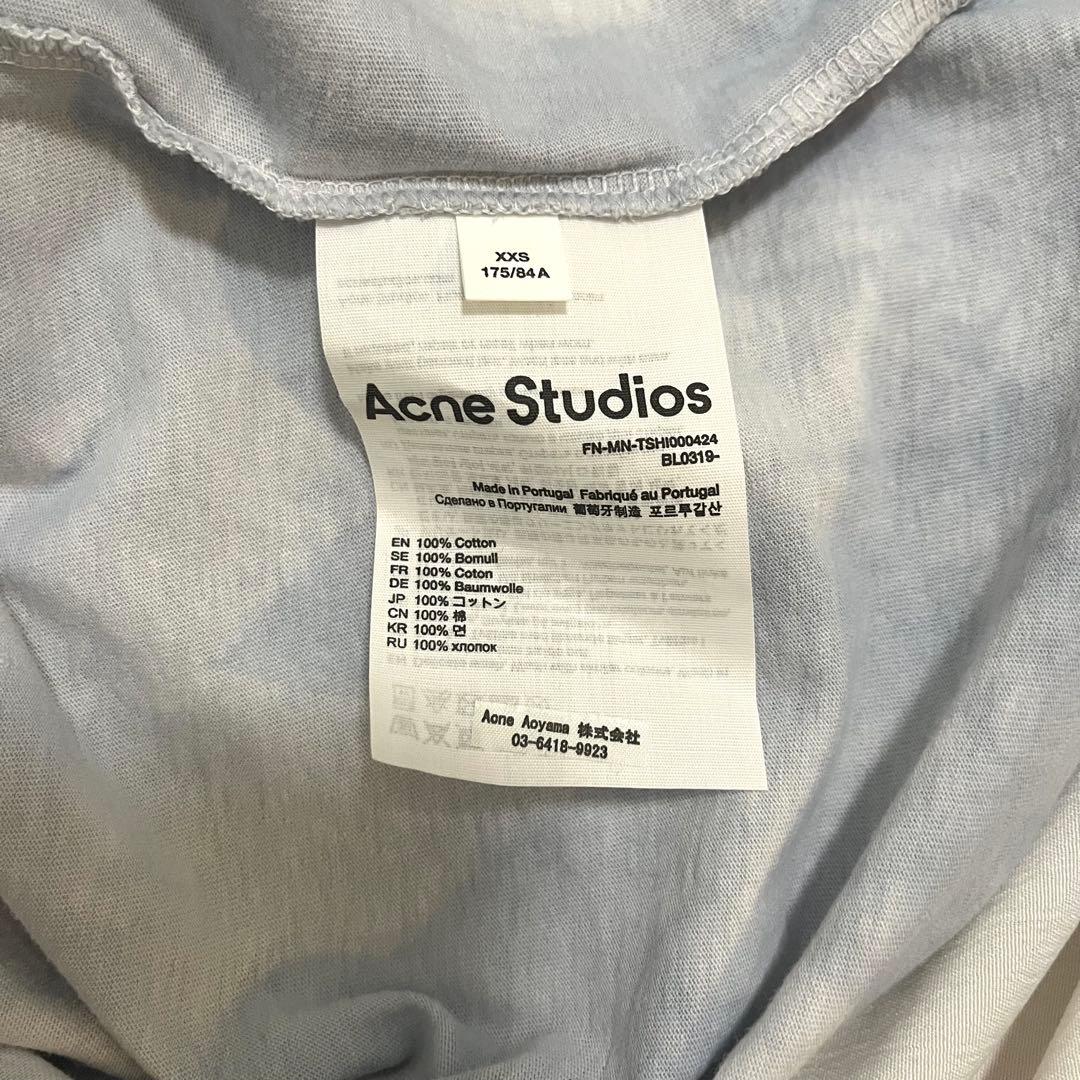 XXS
175/84A
Acne Studios
FN-MN-TSHI000424
BL0319-
Made in Portugal Fabriqué au Portugal
Сделано в Португалии 葡萄牙制造 포르투갈산
EN 100% Cotton
SE 100% Bomull
FR 100% Coton
DE 100% Baumwolle
JP 100% コットン
CN 100% 棉
KR 100% 면
RU 100% хлопок
Acne Aoyama 株式会社
03-6418-9923